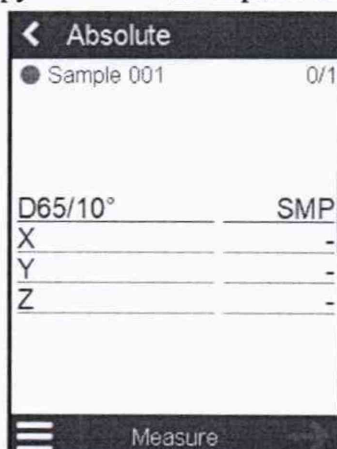 Absolute
Sample 001 0/1
D65/10° SMP
X -
Y -
Z -
Measure